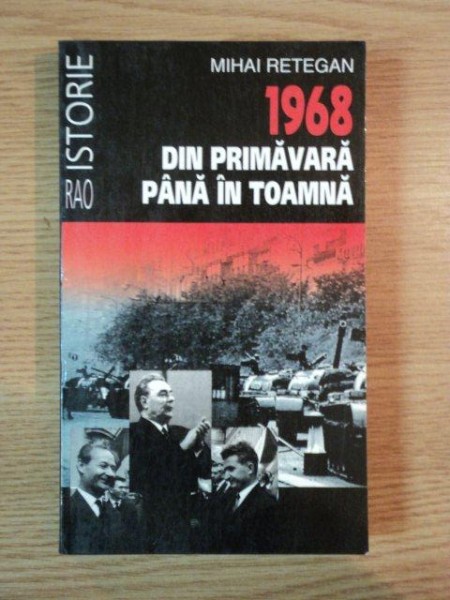 MIHAI RETEGAN
1968
DIN PRIMĂVARĂ
PÂNĂ ÎN TOAMNĂ
RAO ISTORIE